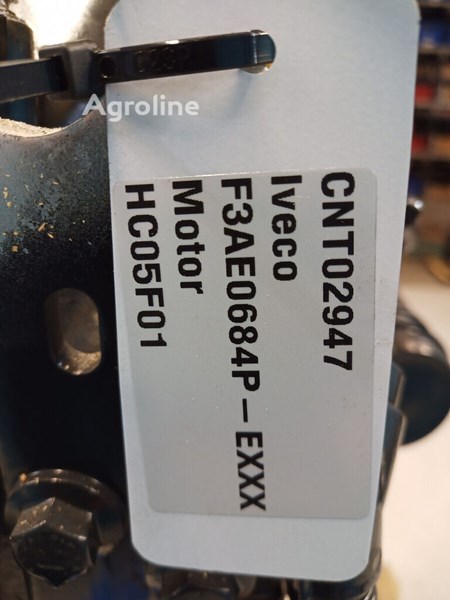 Agroline
CNT02947
Iveco
F3AE0684P-EXXX
Motor
HC05F01